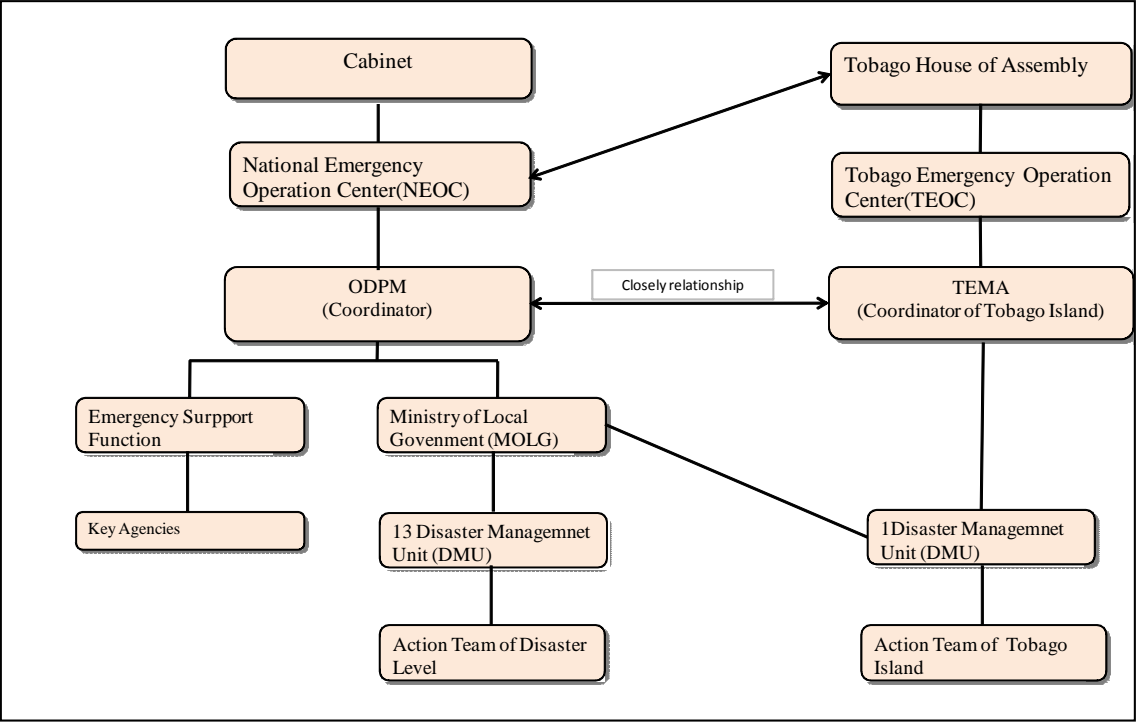 Cabinet
Tobago House of Assembly
National Emergency
Operation Center(NEOC)
Tobago Emergency Operation
Center(TEOC)
ODPM
(Coordinator)
Closely relationship
TEMA
(Coordinator of Tobago Island)
Emergency Surpport
Function
Ministry of Local
Govenment (MOLG)
Key Agencies
13 Disaster Managemnet
Unit (DMU)
1Disaster Managemnet
Unit (DMU)
Action Team of Disaster
Level
Action Team of Tobago
Island